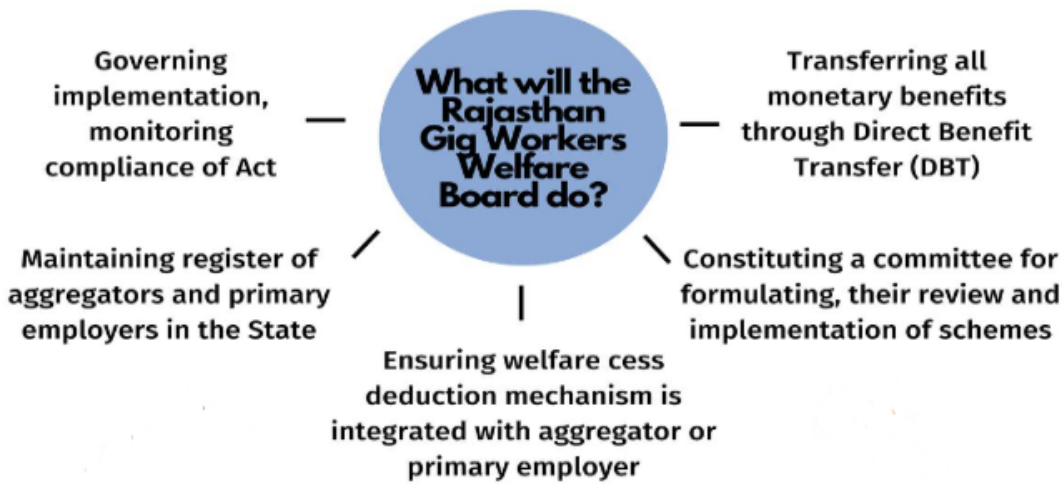 What will the
Rajasthan
Gig Workers
Welfare
Board do?
Governing
implementation,
monitoring
compliance of Act
Transferring all
monetary benefits
through Direct Benefit
Transfer (DBT)
Maintaining register of
aggregators and primary
employers in the State
Constituting a committee for
formulating, their review and
implementation of schemes
Ensuring welfare cess
deduction mechanism is
integrated with aggregator or
primary employer